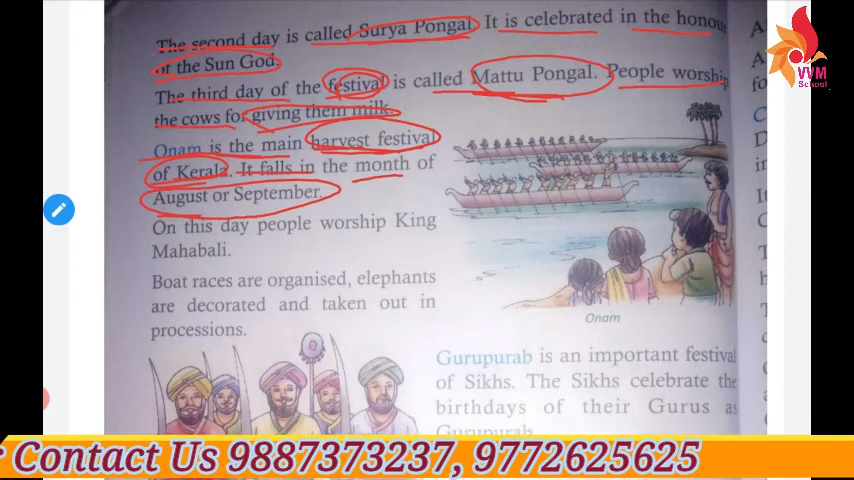 The second day is called Surya Pongal. It is celebrated in the honour
of the Sun God.
The third day of the festival is called Mattu Pongal. People worship
the cows for giving them milk.
Onam is the main harvest festival
of Kerala. It falls in the month of
August or September.
On this day people worship King
Mahabali.
Boat races are organised, elephants
are decorated and taken out in
processions.
Onam
Gurupurab is an important festival
of Sikhs. The Sikhs celebrate the
birthdays of their Gurus as
Gurupurab.
VVM
School
Contact Us 9887373237, 9772625625